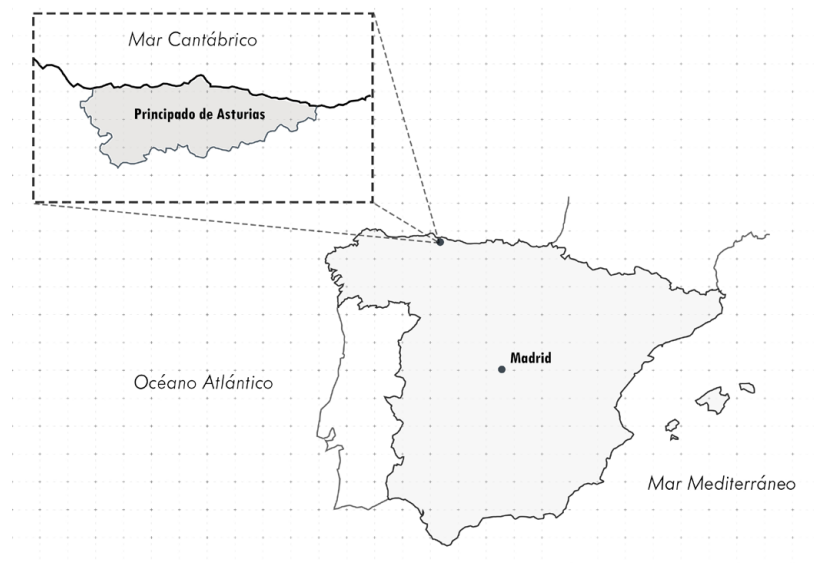 Mar Cantábrico
Principado de Asturias
Madrid
Océano Atlántico
Mar Mediterráneo